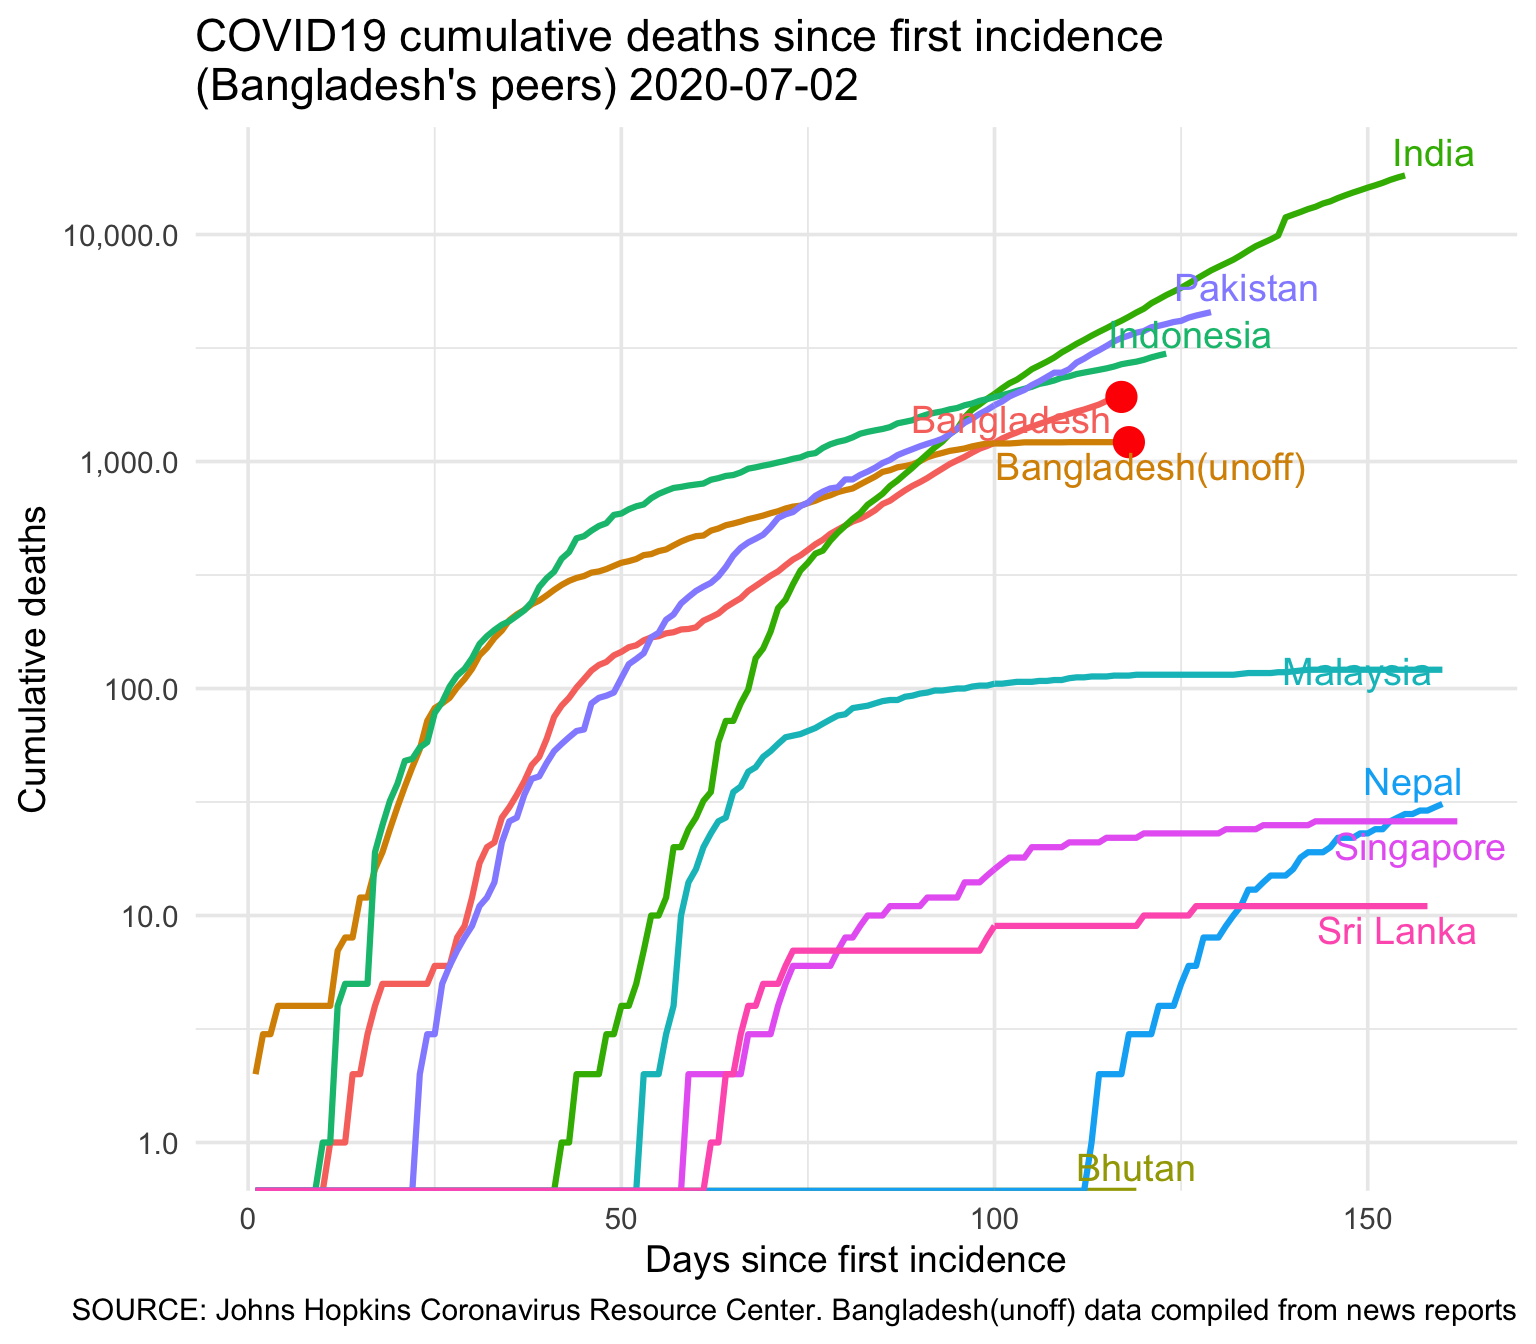 COVID19 cumulative deaths since first incidence
(Bangladesh's peers) 2020-07-02
India
10,000.0
Pakistan
Indonesia
Bangladesh
1,000.0
Bangladesh(unoff)
Cumulative deaths
Malaysia
100.0
Nepal
Singapore
10.0
Sri Lanka
1.0
Bhutan
0 50 100 150
Days since first incidence
SOURCE: Johns Hopkins Coronavirus Resource Center. Bangladesh(unoff) data compiled from news reports